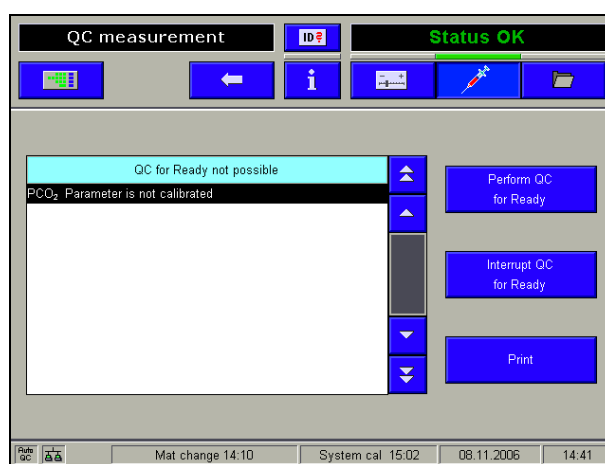 QC measurement
ID?
Status OK
i
- +
QC for Ready not possible
PCO₂ Parameter is not calibrated
Perform QC
for Ready
Interrupt QC
for Ready
Print
Auto
QC
Mat change 14:10
System cal 15:02
08.11.2006
14:41